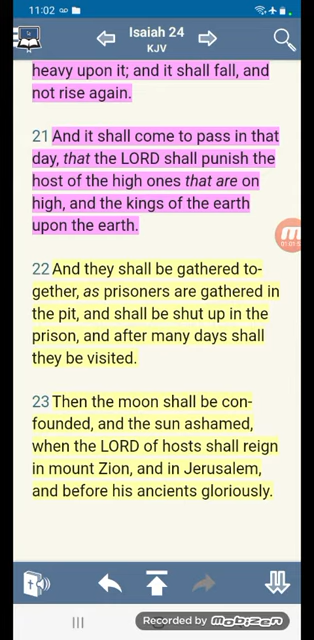 11:02
Isaiah 24
KJV
heavy upon it; and it shall fall, and
not rise again.
21 And it shall come to pass in that
day, that the LORD shall punish the
host of the high ones that are on
high, and the kings of the earth
upon the earth.
22 And they shall be gathered to-
gether, as prisoners are gathered in
the pit, and shall be shut up in the
prison, and after many days shall
they be visited.
23 Then the moon shall be con-
founded, and the sun ashamed,
when the LORD of hosts shall reign
in mount Zion, and in Jerusalem,
and before his ancients gloriously.
Recorded by mobizen